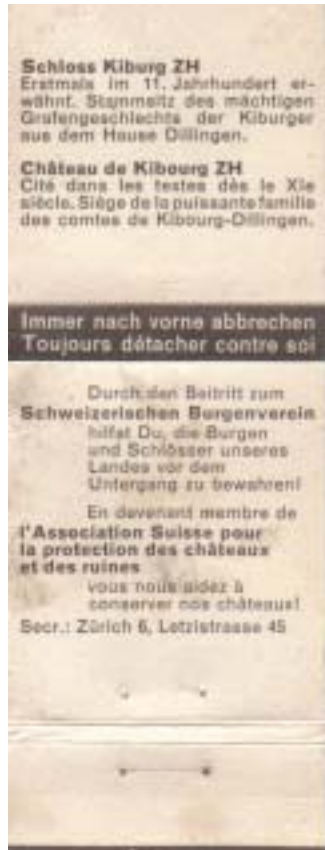 Schloss Kiburg ZH
Erstmals im 11. Jahrhundert er-
wähnt. Stammsitz des mächtigen
Grafengeschlechts der Kiburger
aus dem Hause Dillingen.
Château de Kibourg ZH
Cité dans les textes dès le XIe
siècle. Siège de la puissante famille
des comtes de Kibourg-Dillingen.
Immer nach vorne abbrechen
Toujours détacher contre soi
Durch den Beitritt zum
Schweizerischen Burgenverein
hilfst Du, die Burgen
und Schlösser unseres
Landes vor dem
Untergang zu bewahren!
En devenant membre de
l'Association Suisse pour
la protection des châteaux
et des ruines
vous nous aidez à
conserver nos châteaux!
Secr.: Zürich 6, Letzistrasse 45